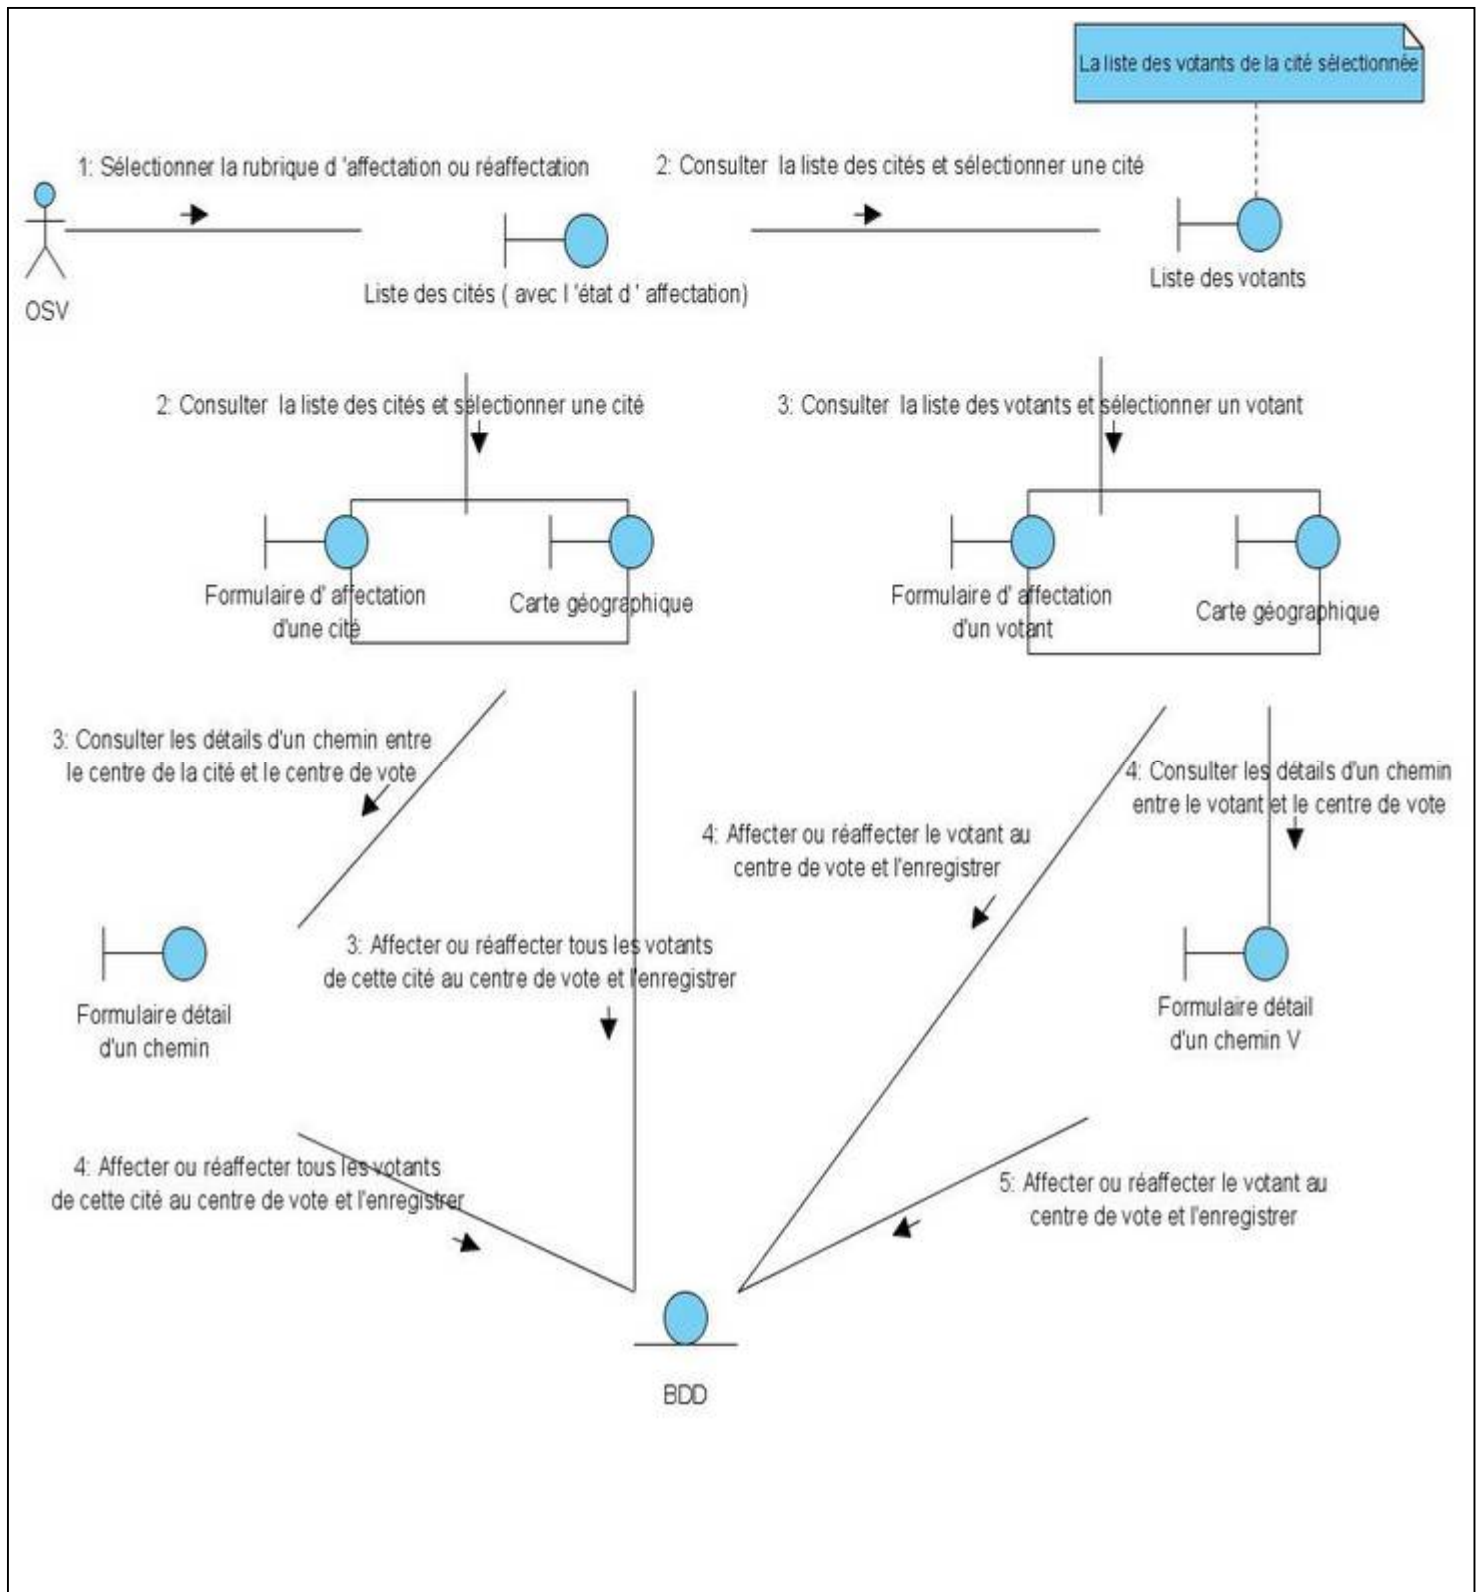 La liste des votants de la cité sélectionnée
1: Sélectionner la rubrique d 'affectation ou réaffectation
2: Consulter la liste des cités et sélectionner une cité
OSV
Liste des cités ( avec l 'état d ' affectation)
Liste des votants
2: Consulter la liste des cités et sélectionner une cité
3: Consulter la liste des votants et sélectionner un votant
Formulaire d' affectation
d'une cité
Carte géographique
Formulaire d' affectation
d'un votant
Carte géographique
3: Consulter les détails d'un chemin entre
le centre de la cité et le centre de vote
4: Consulter les détails d'un chemin
entre le votant et le centre de vote
4: Affecter ou réaffecter le votant au
centre de vote et l'enregistrer
3: Affecter ou réaffecter tous les votants
de cette cité au centre de vote et l'enregistrer
Formulaire détail
d'un chemin
Formulaire détail
d'un chemin V
4: Affecter ou réaffecter tous les votants
de cette cité au centre de vote et l'enregistrer
5: Affecter ou réaffecter le votant au
centre de vote et l'enregistrer
BDD